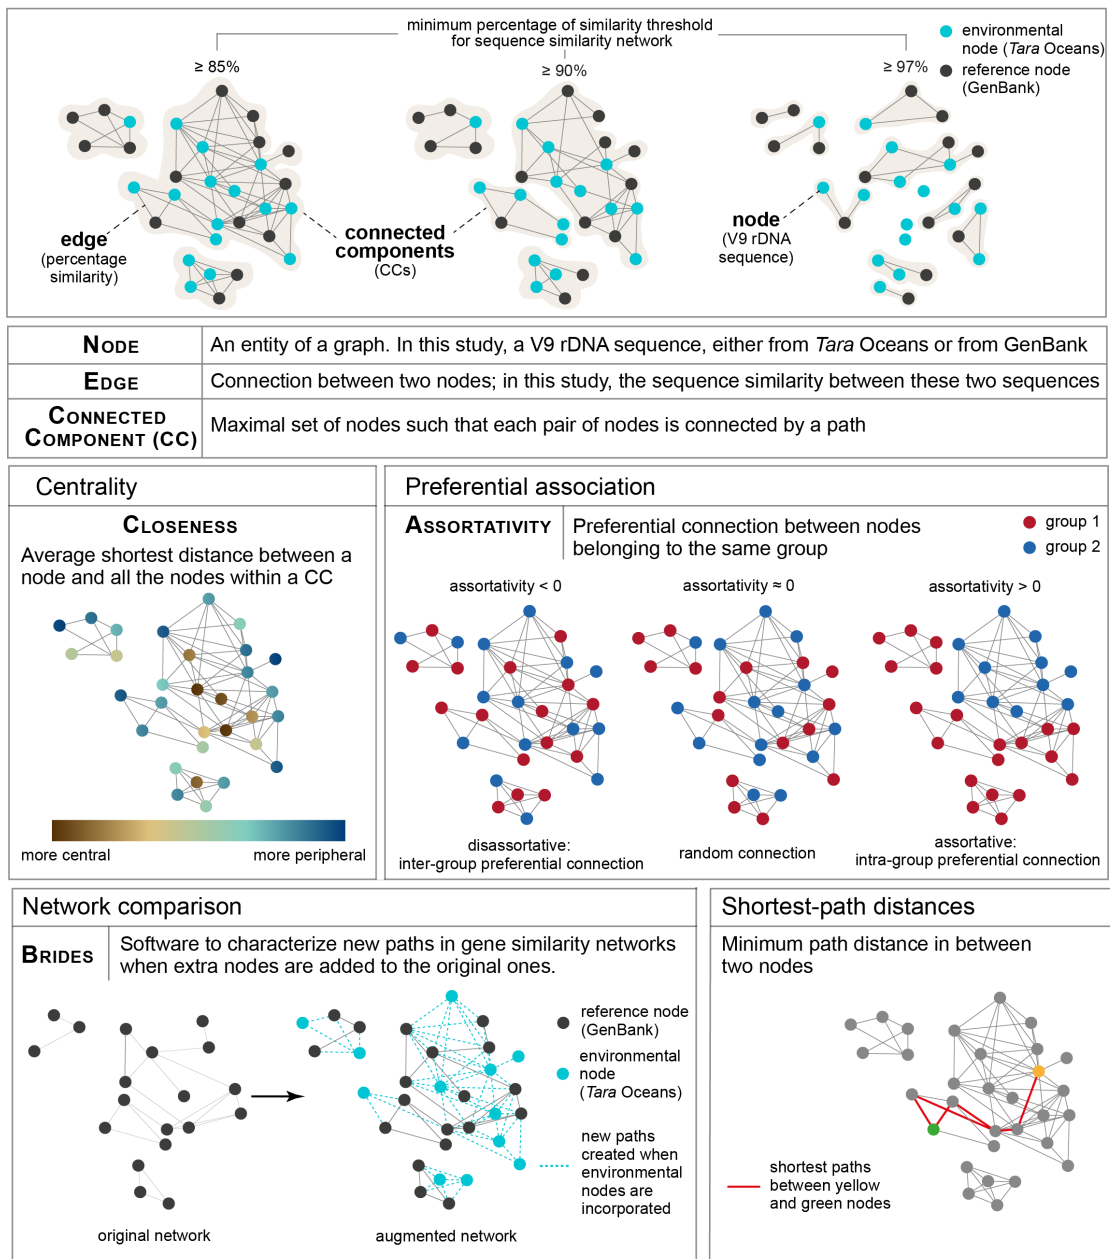 minimum percentage of similarity threshold
for sequence similarity network
≥ 85%
≥ 90%
≥ 97%
environmental
node (Tara Oceans)
reference node
(GenBank)
edge
(percentage
similarity)
connected
components
(CCs)
node
(V9 rDNA
sequence)
NODE
An entity of a graph. In this study, a V9 rDNA sequence, either from Tara Oceans or from GenBank
EDGE
Connection between two nodes; in this study, the sequence similarity between these two sequences
CONNECTED
COMPONENT (CC)
Maximal set of nodes such that each pair of nodes is connected by a path
Centrality
CLOSENESS
Average shortest distance between a
node and all the nodes within a CC
more central
more peripheral
Preferential association
ASSORTATIVITY
Preferential connection between nodes
belonging to the same group
group 1
group 2
assortativity < 0
assortativity ≈ 0
assortativity > 0
disassortative:
inter-group preferential connection
random connection
assortative:
intra-group preferential connection
Network comparison
BRIDES
Software to characterize new paths in gene similarity networks
when extra nodes are added to the original ones.
reference node
(GenBank)
environmental
node
(Tara Oceans)
new paths
created when
environmental
nodes are
incorporated
original network
augmented network
Shortest-path distances
Minimum path distance in between
two nodes
shortest paths
between yellow
and green nodes